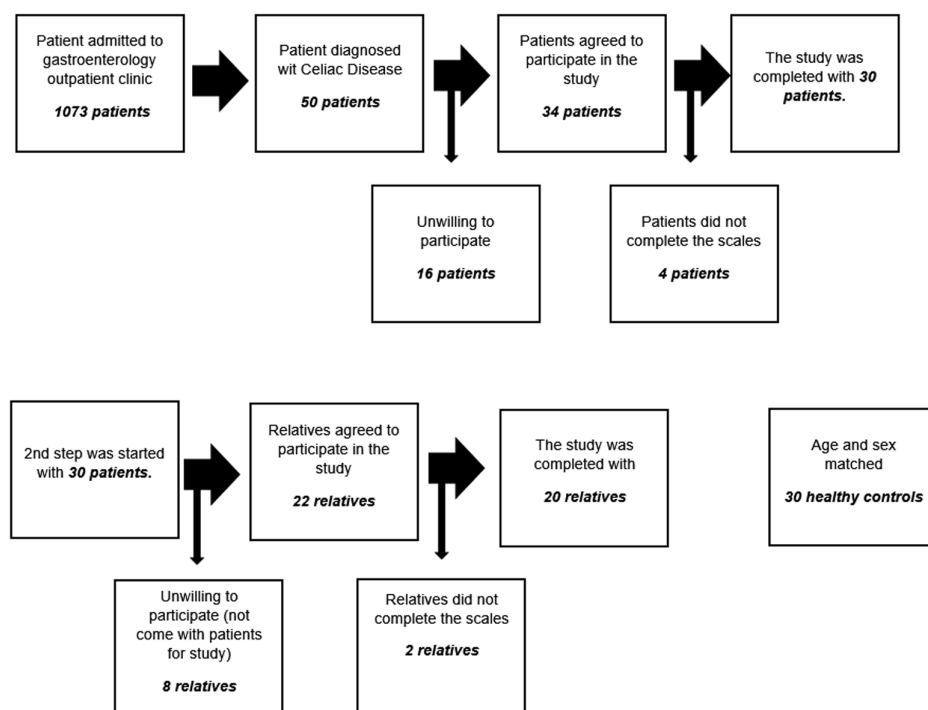 Patient admitted to
gastroenterology
outpatient clinic
1073 patients
Patient diagnosed
wit Celiac Disease
50 patients
Patients agreed to
participate in the
study
34 patients
The study was
completed with 30
patients.
Unwilling to
participate
16 patients
Patients did not
complete the scales
4 patients
2nd step was started
with 30 patients.
Relatives agreed to
participate in the
study
22 relatives
The study was
completed with
20 relatives
Age and sex
matched
30 healthy controls
Unwilling to
participate (not
come with patients
for study)
8 relatives
Relatives did not
complete the scales
2 relatives